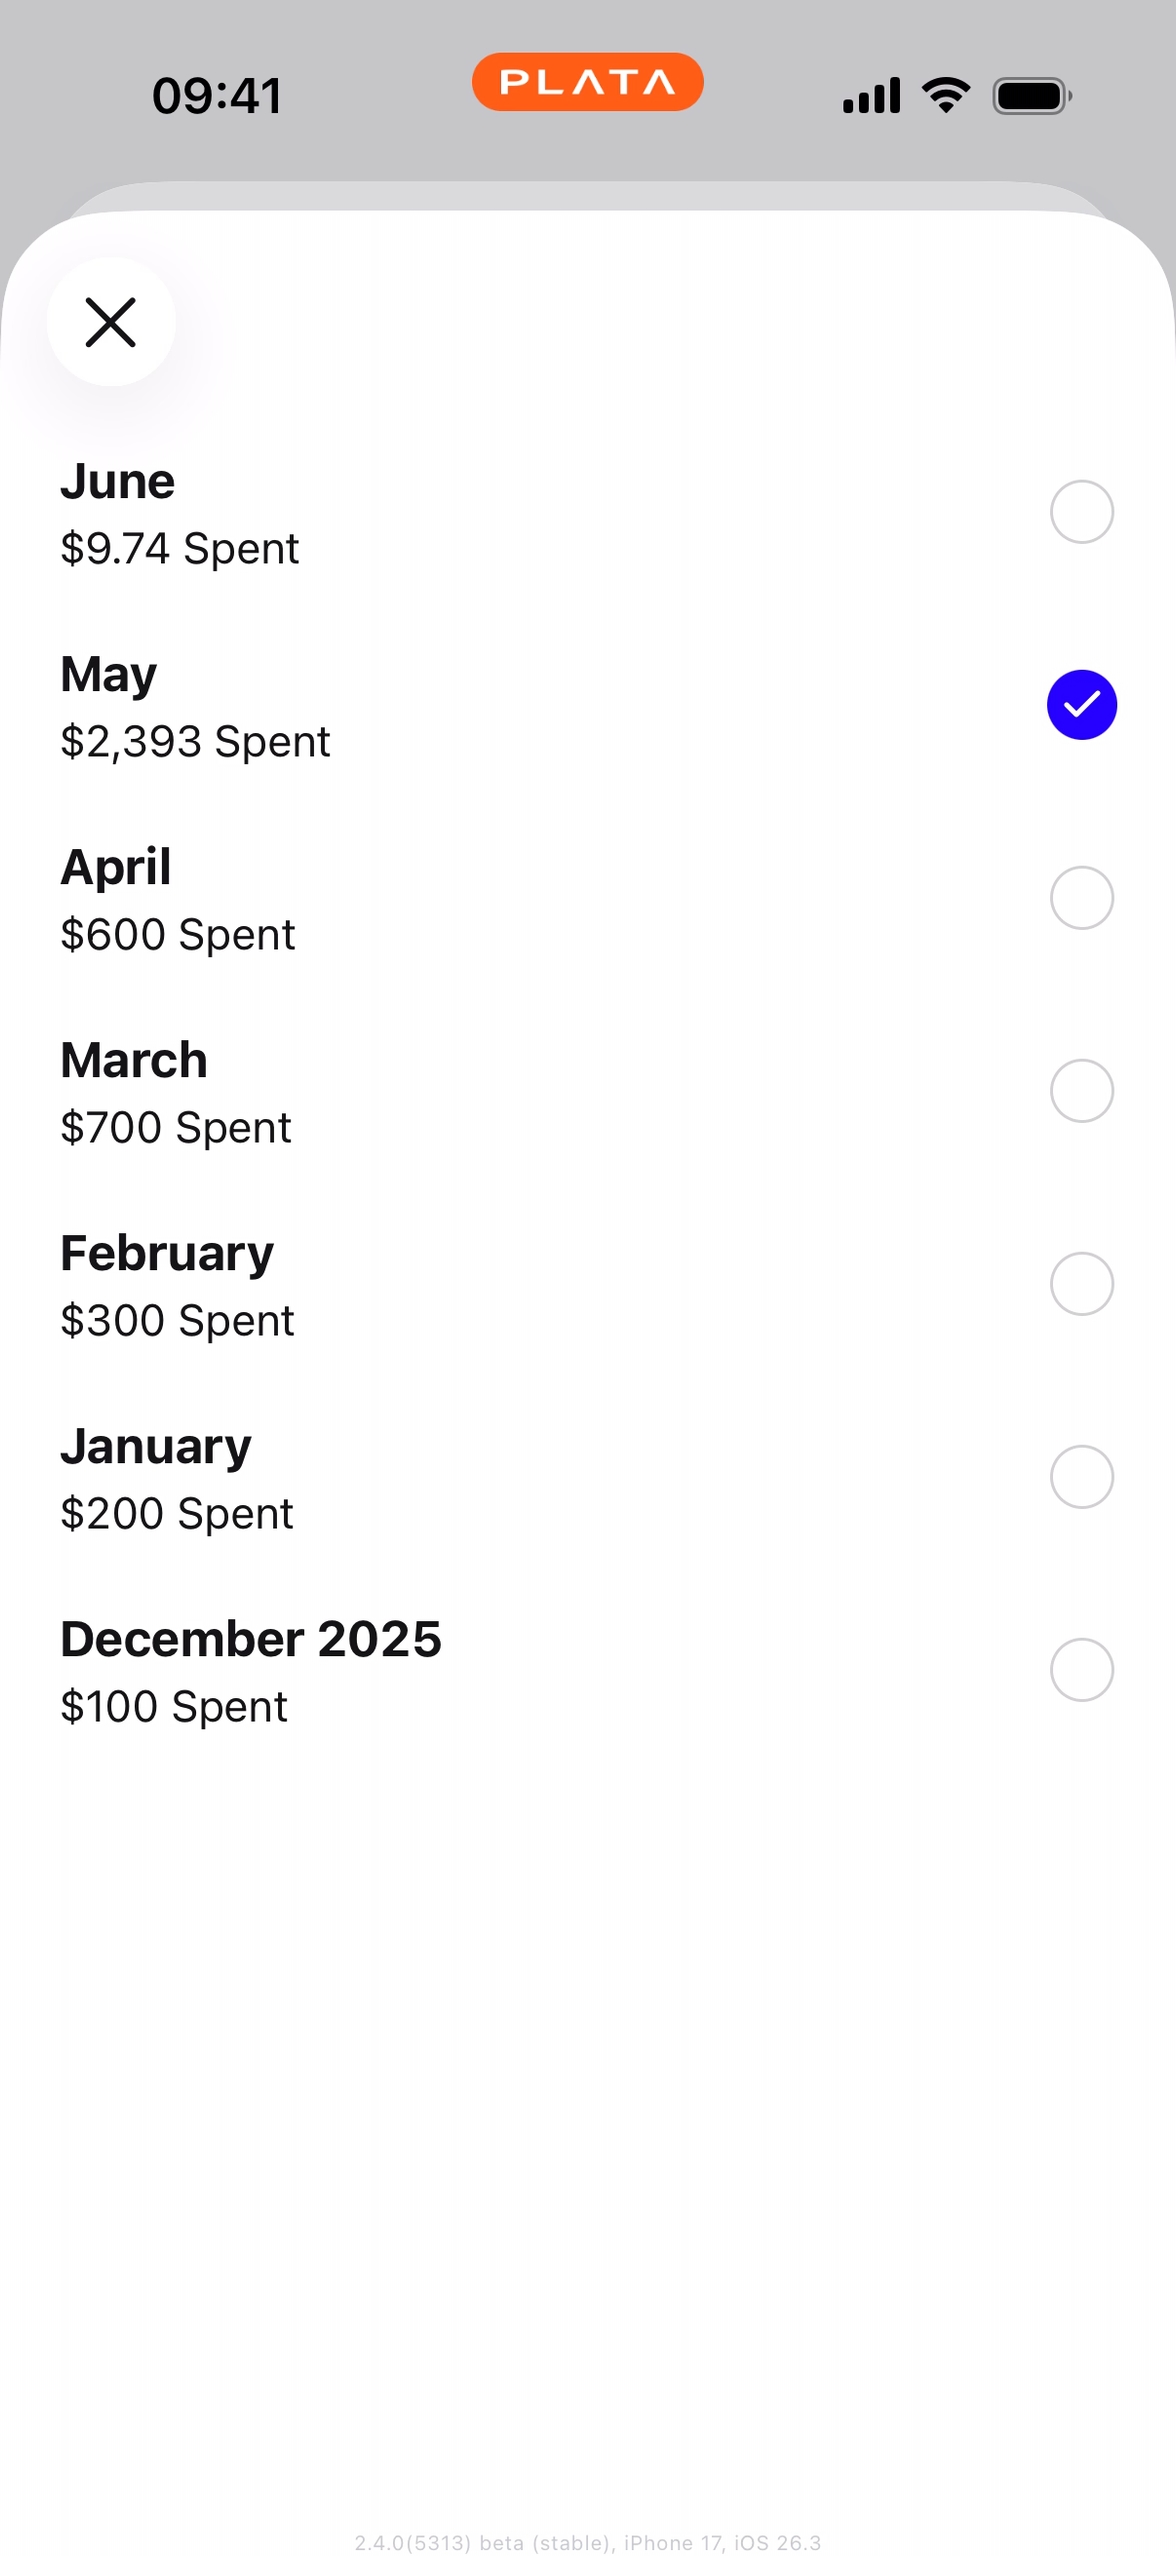 09:41
PLATA
June
$9.74 Spent
May
$2,393 Spent
April
$600 Spent
March
$700 Spent
February
$300 Spent
January
$200 Spent
December 2025
$100 Spent
2.4.0(5313) beta (stable), iPhone 17, iOS 26.3